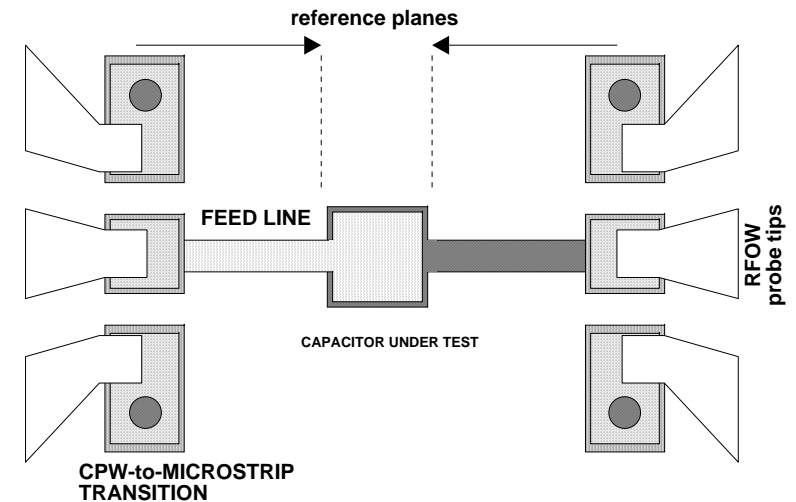 reference planes
FEED LINE
RFOW
probe tips
CAPACITOR UNDER TEST
CPW-to-MICROSTRIP
TRANSITION